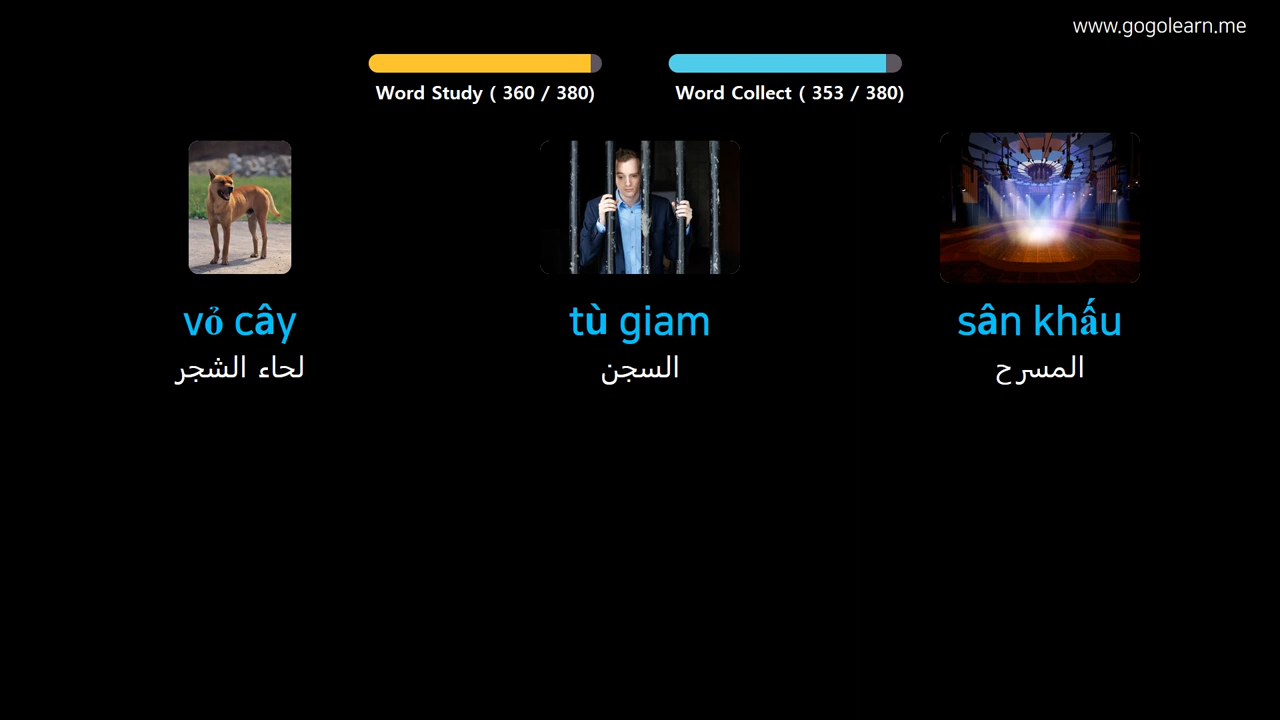 www.gogolearn.me
Word Study ( 360 / 380)
Word Collect ( 353 / 380)
vỏ cây
لحاء الشجر
tù giam
السجن
sân khấu
المسرح